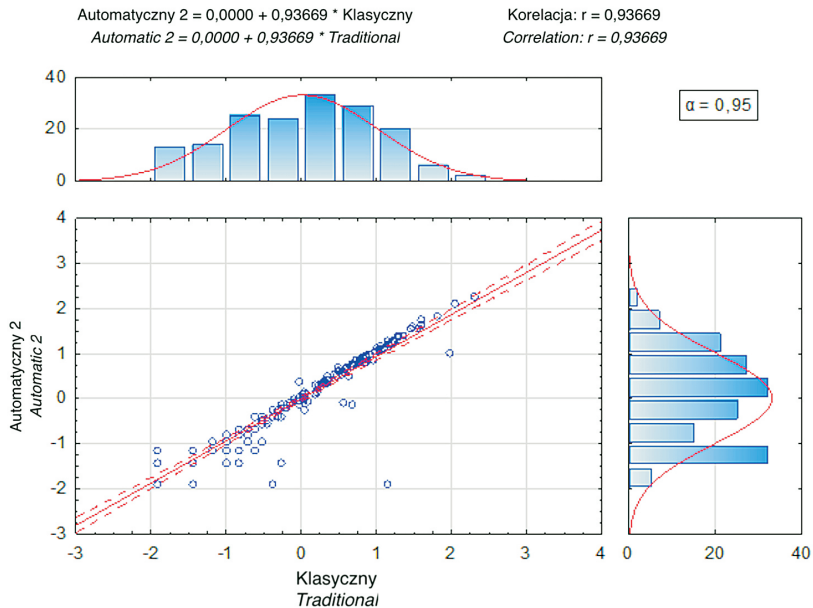 Automatyczny 2 = 0,0000 + 0,93669 * Klasyczny
Automatic 2 = 0,0000 + 0,93669 * Traditional
Korelacja: r = 0,93669
Correlation: r = 0,93669
α = 0,95
40
20
0
4
3
2
1
0
-1
-2
-3
Automatyczny 2
Automatic 2
-3 -2 -1 0 1 2 3 4
Klasyczny
Traditional
0 20 40